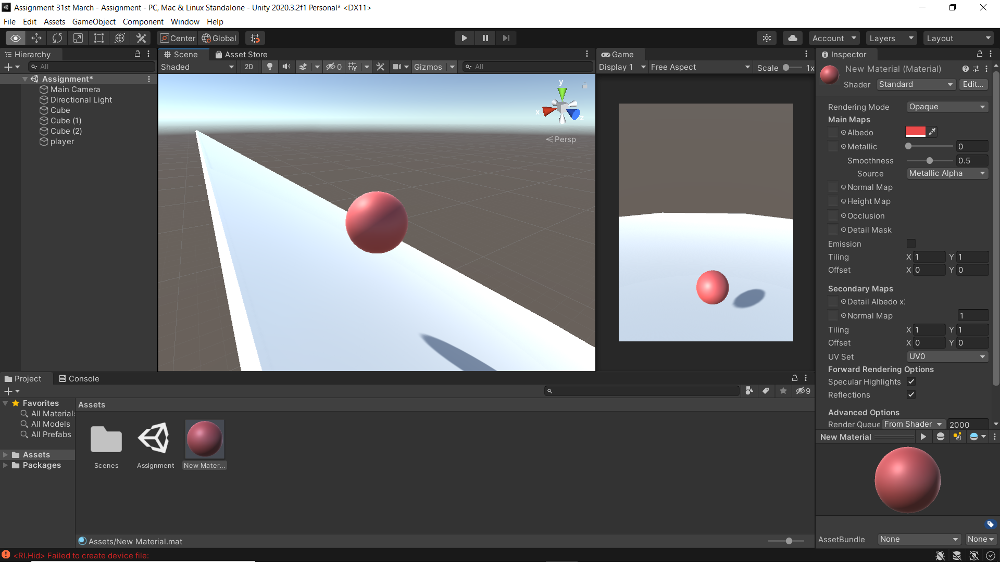 Assignment 31st March - Assignment - PC, Mac & Linux Standalone - Unity 2020.3.2f1 Personal* <DX11>
File Edit Assets GameObject Component Window Help
Center Global Account Layers Layout
Hierarchy
All
Assignment*
Main Camera
Directional Light
Cube
Cube (1)
Cube (2)
player
Scene Asset Store
Shaded 2D 0 Gizmos All
y
x
z
Persp
Game
Display 1 Free Aspect Scale 1x
Inspector
New Material (Material)
Shader Standard Edit...
Rendering Mode Opaque
Main Maps
Albedo
Metallic 0
Smoothness 0.5
Source Metallic Alpha
Normal Map
Height Map
Occlusion
Detail Mask
Emission
Tiling X 1 Y 1
Offset X 0 Y 0
Secondary Maps
Detail Albedo x2
Normal Map 1
Tiling X 1 Y 1
Offset X 0 Y 0
UV Set UV0
Forward Rendering Options
Specular Highlights
Reflections
Advanced Options
Render Queue From Shader 2000
New Material
AssetBundle None None
Project Console
9
Favorites
All Materials
All Models
All Prefabs
Assets
Packages
Assets
Scenes
Assignment
New Mater...
Assets/New Material.mat
<RI.Hid> Failed to create device file: